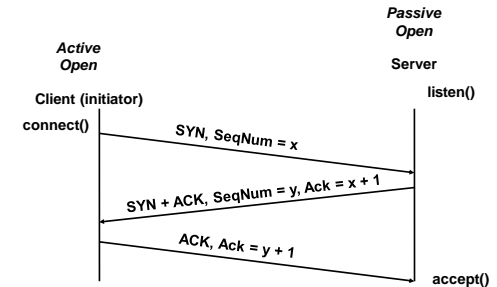 Passive
Open
Active
Open
Server
Client (initiator)
listen()
connect()
SYN, SeqNum = x
SYN + ACK, SeqNum = y, Ack = x + 1
ACK, Ack = y + 1
accept()